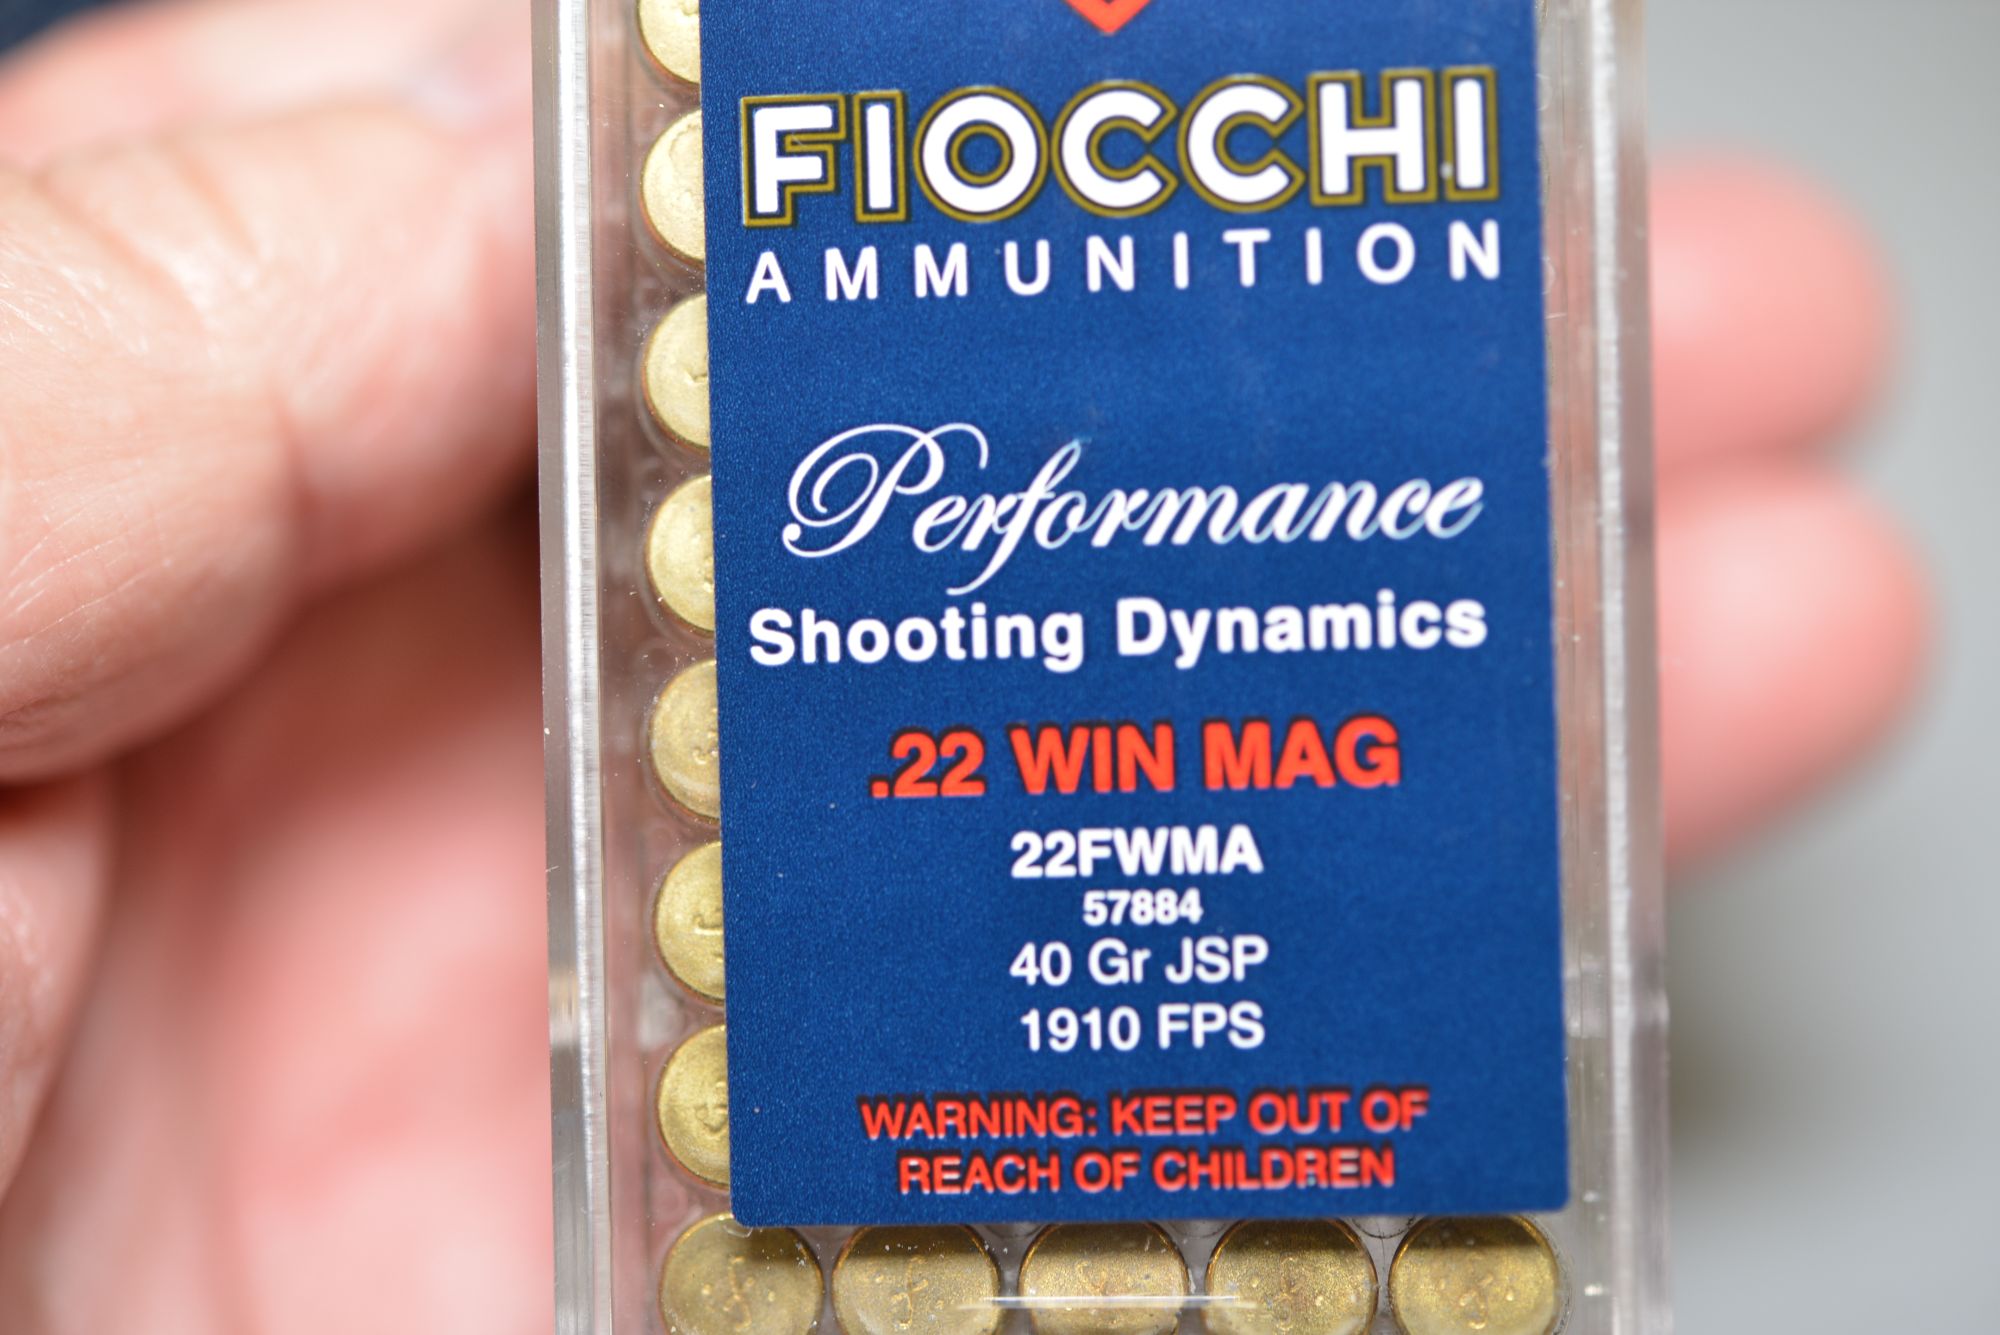 FIOCCHI
AMMUNITION
Performance
Shooting Dynamics
.22 WIN MAG
22FWMA
57884
40 Gr JSP
1910 FPS
WARNING: KEEP OUT OF
REACH OF CHILDREN